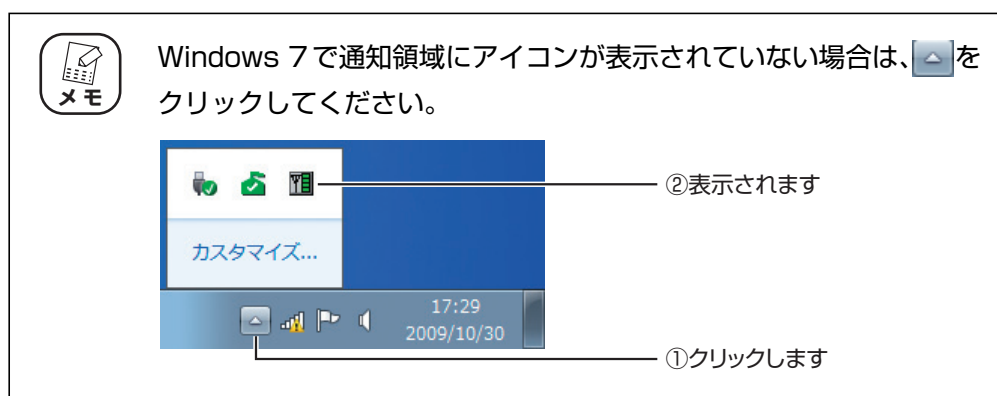 メモ
Windows 7で通知領域にアイコンが表示されていない場合は、を
クリックしてください。
②表示されます
カスタマイズ...
17:29
2009/10/30
①クリックします